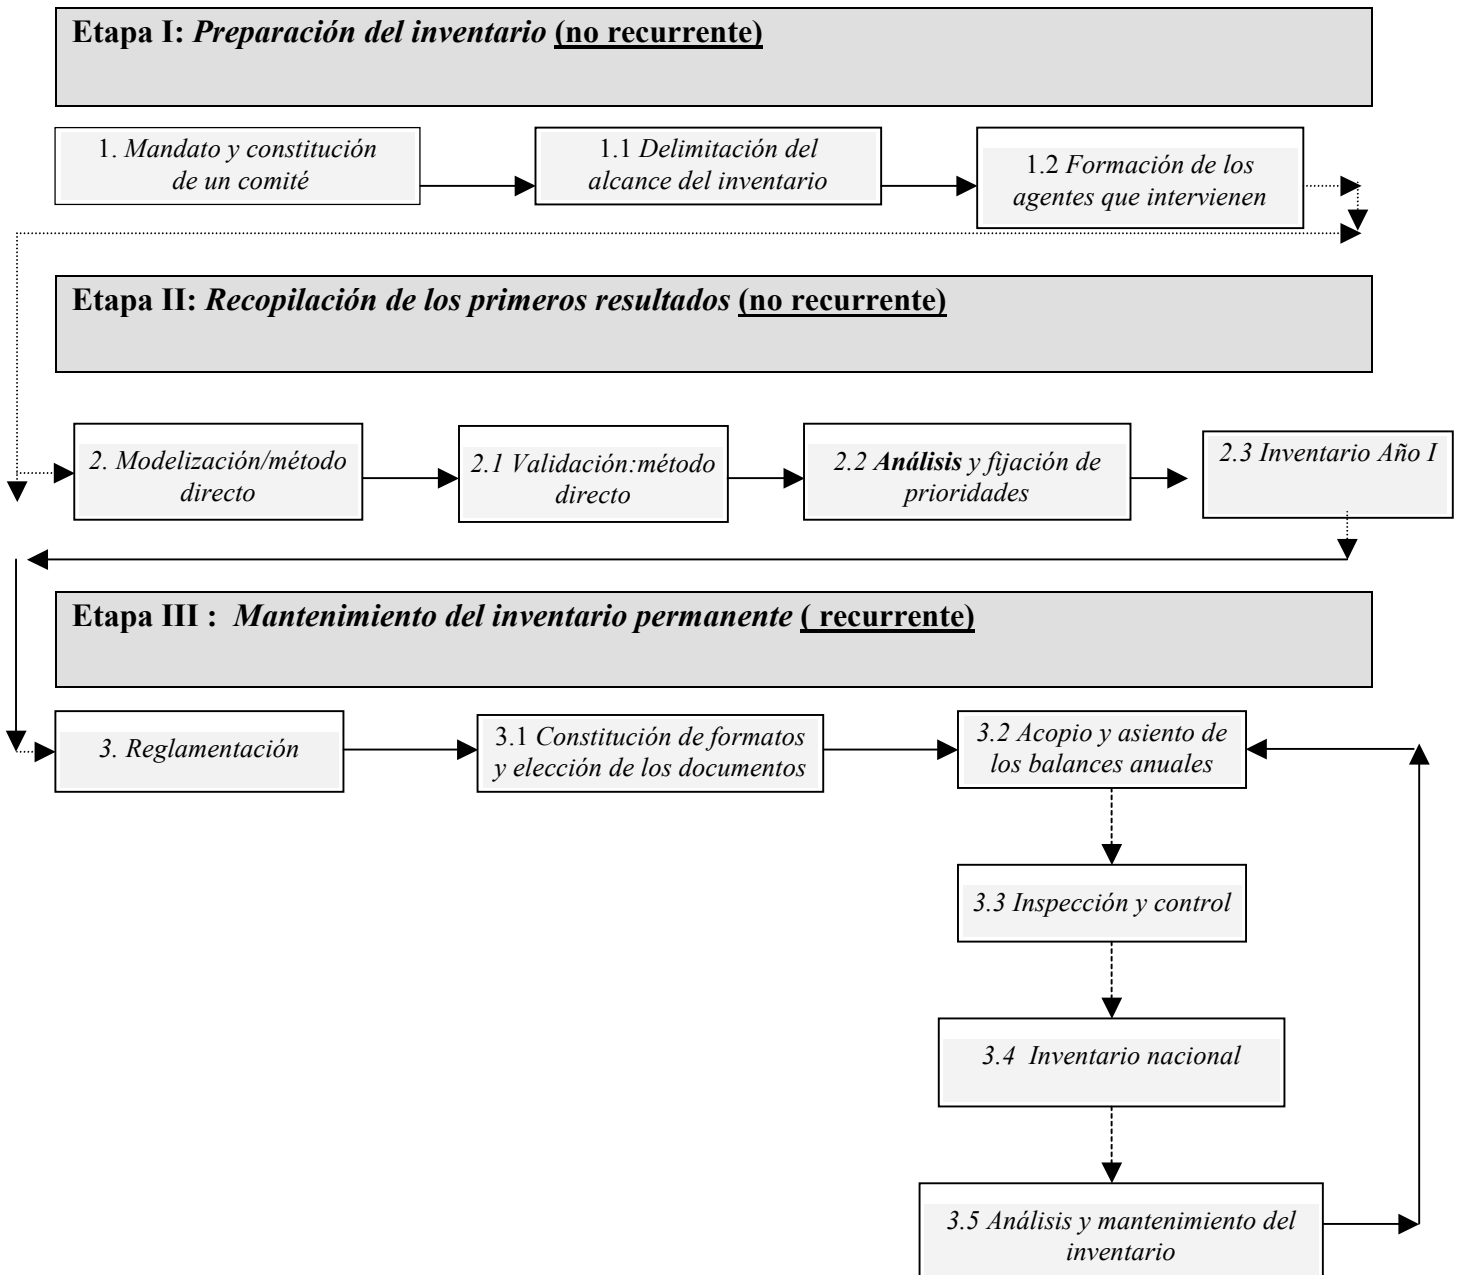 Etapa I: Preparación del inventario (no recurrente)
1. Mandato y constitución
de un comité
1.1 Delimitación del
alcance del inventario
1.2 Formación de los
agentes que intervienen
Etapa II: Recopilación de los primeros resultados (no recurrente)
2. Modelización/método
directo
2.1 Validación:método
directo
2.2 Análisis y fijación de
prioridades
2.3 Inventario Año I
Etapa III :  Mantenimiento del inventario permanente ( recurrente)
3. Reglamentación
3.1 Constitución de formatos
y elección de los documentos
3.2 Acopio y asiento de
los balances anuales
3.3 Inspección y control
3.4  Inventario nacional
3.5 Análisis y mantenimiento del
inventario